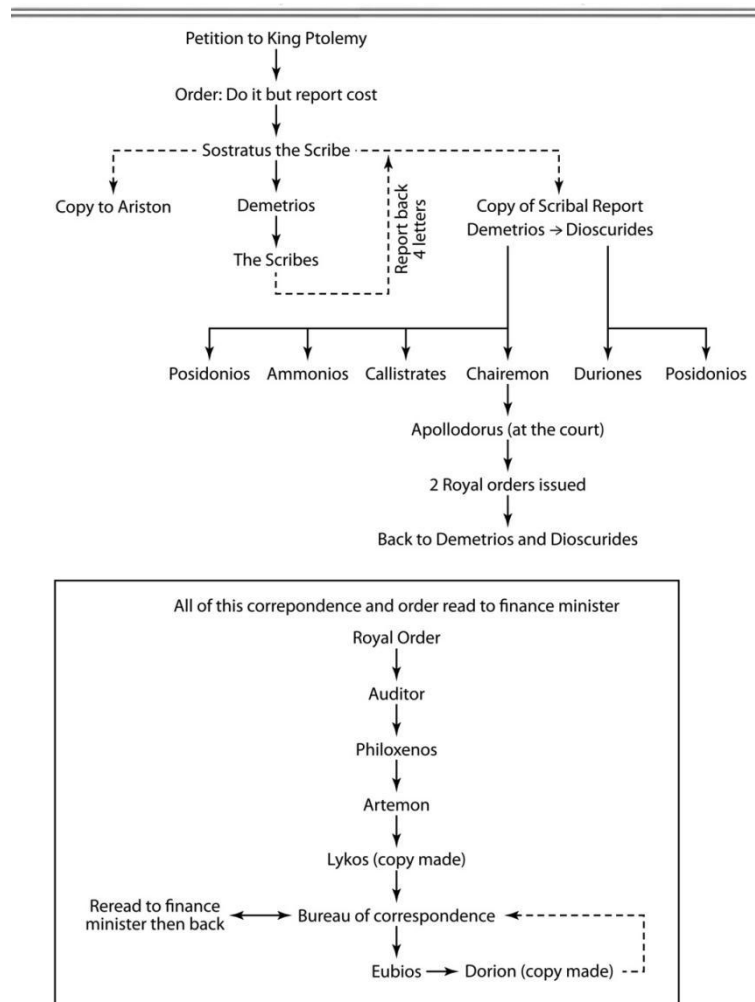 Petition to King Ptolemy
Order: Do it but report cost
Sostratus the Scribe
Copy to Ariston
Demetrios
The Scribes
Report back
4 letters
Copy of Scribal Report
Demetrios → Dioscurides
Posidonios
Ammonios
Callistrates
Chairemon
Duriones
Posidonios
Apollodorus (at the court)
2 Royal orders issued
Back to Demetrios and Dioscurides
All of this correpondence and order read to finance minister
Royal Order
Auditor
Philoxenos
Artemon
Lykos (copy made)
Reread to finance
minister then back
Bureau of correspondence
Eubios
Dorion (copy made)